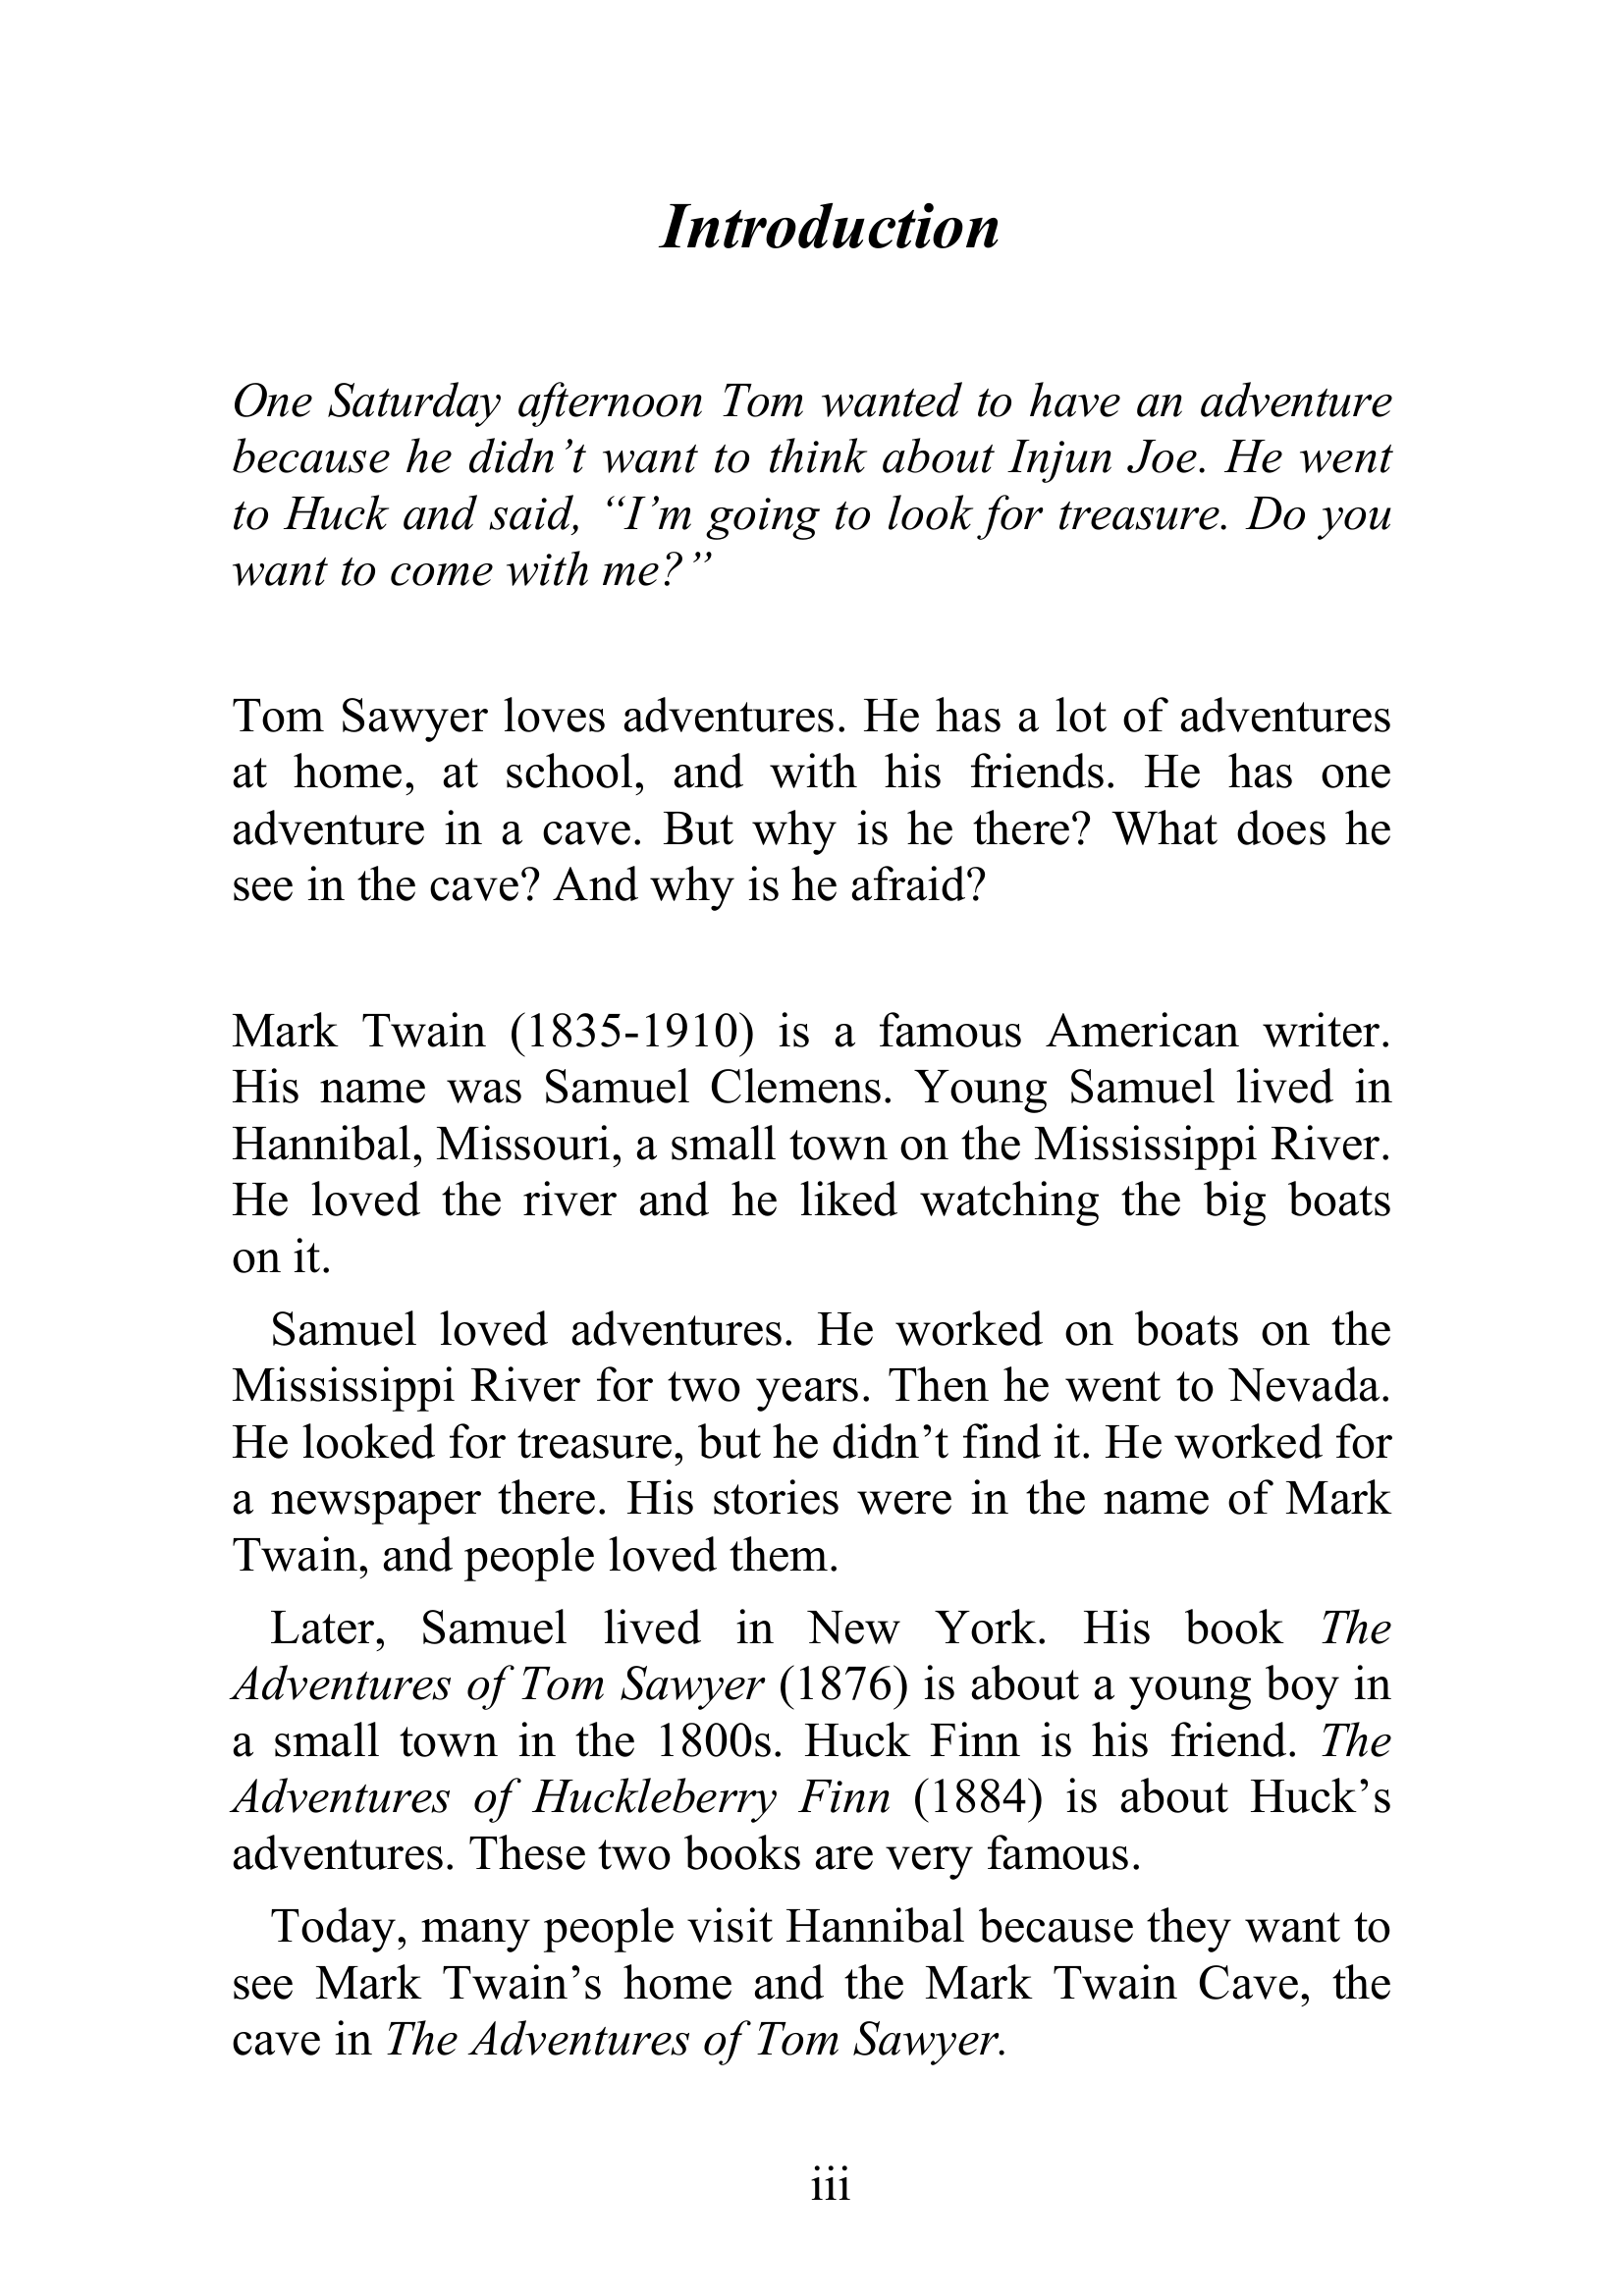 Introduction
One Saturday afternoon Tom wanted to have an adventure
because he didn’t want to think about Injun Joe. He went
to Huck and said, “I’m going to look for treasure. Do you
want to come with me?”
Tom Sawyer loves adventures. He has a lot of adventures
at home, at school, and with his friends. He has one
adventure in a cave. But why is he there? What does he
see in the cave? And why is he afraid?
Mark Twain (1835-1910) is a famous American writer.
His name was Samuel Clemens. Young Samuel lived in
Hannibal, Missouri, a small town on the Mississippi River.
He loved the river and he liked watching the big boats
on it.
Samuel loved adventures. He worked on boats on the
Mississippi River for two years. Then he went to Nevada.
He looked for treasure, but he didn’t find it. He worked for
a newspaper there. His stories were in the name of Mark
Twain, and people loved them.
Later, Samuel lived in New York. His book The
Adventures of Tom Sawyer (1876) is about a young boy in
a small town in the 1800s. Huck Finn is his friend. The
Adventures of Huckleberry Finn (1884) is about Huck’s
adventures. These two books are very famous.
Today, many people visit Hannibal because they want to
see Mark Twain’s home and the Mark Twain Cave, the
cave in The Adventures of Tom Sawyer.
iii